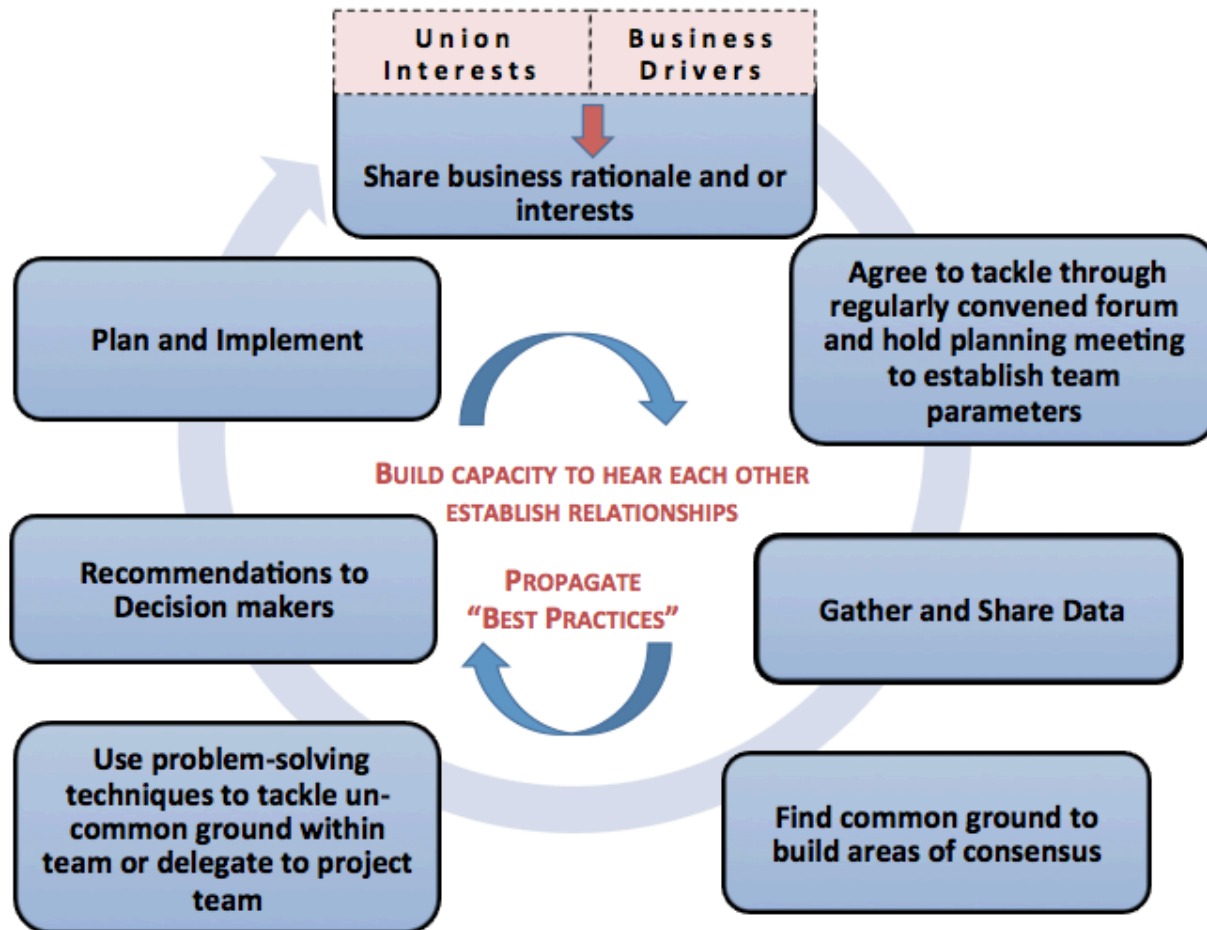 Union
Interests
Business
Drivers
Share business rationale and or
interests
Agree to tackle through
regularly convened forum
and hold planning meeting
to establish team
parameters
Gather and Share Data
Find common ground to
build areas of consensus
Use problem-solving
techniques to tackle un-
common ground within
team or delegate to project
team
Recommendations to
Decision makers
Plan and Implement
BUILD CAPACITY TO HEAR EACH OTHER
ESTABLISH RELATIONSHIPS
PROPAGATE
“BEST PRACTICES”